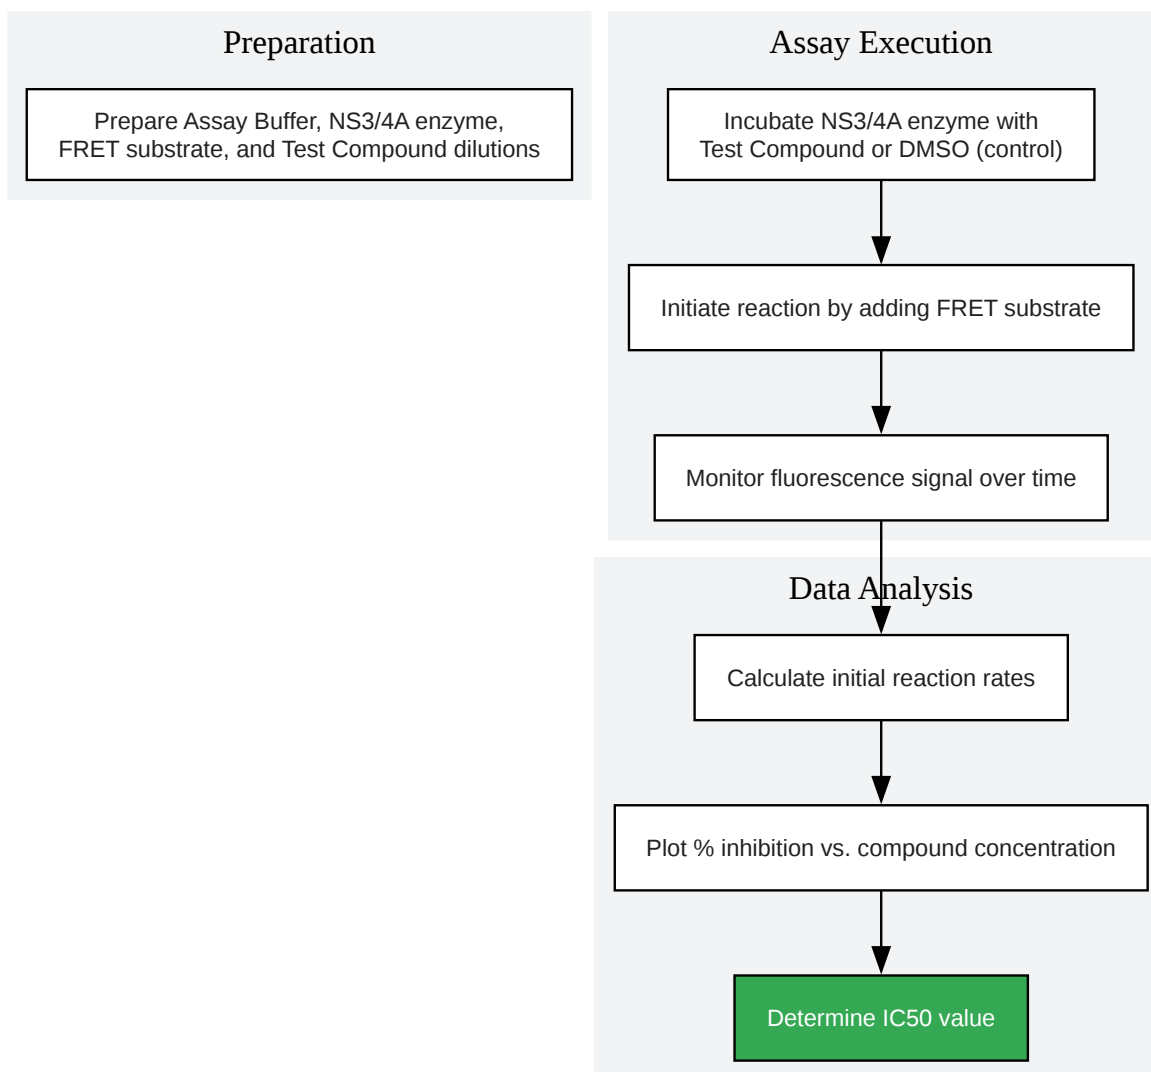 Preparation
Prepare Assay Buffer, NS3/4A enzyme,
FRET substrate, and Test Compound dilutions
Assay Execution
Incubate NS3/4A enzyme with
Test Compound or DMSO (control)
Initiate reaction by adding FRET substrate
Monitor fluorescence signal over time
Data Analysis
Calculate initial reaction rates
Plot % inhibition vs. compound concentration
Determine IC50 value